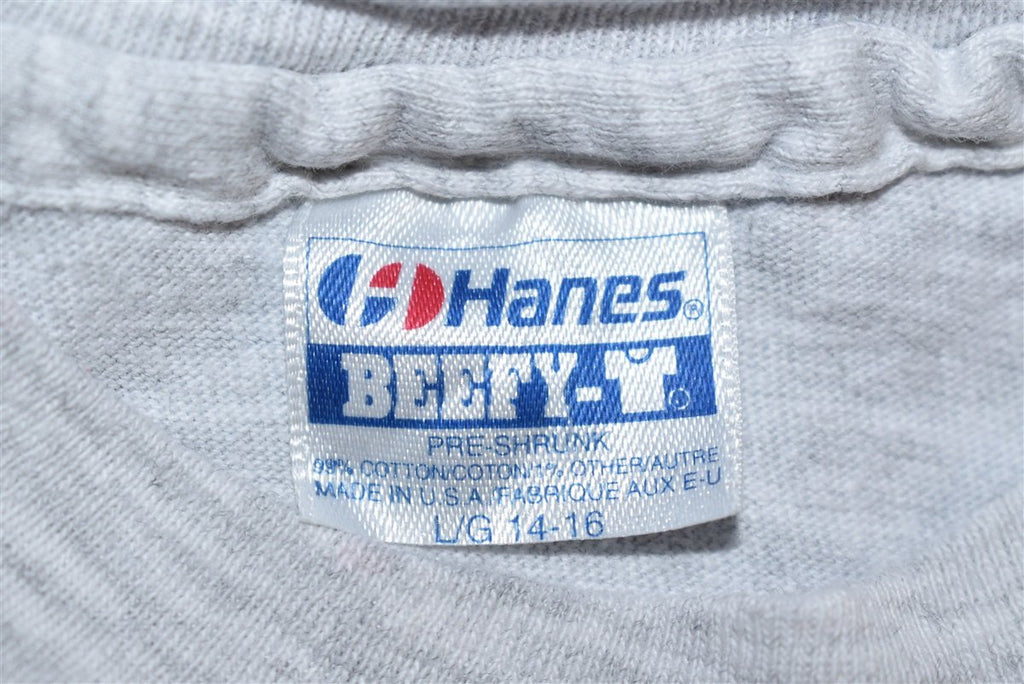 Hanes®
BEEFY-T®
PRE-SHRUNK
99% COTTON/COTON/1% OTHER/AUTRE
MADE IN U.S.A./FABRIQUE AUX E-U
L/G 14-16